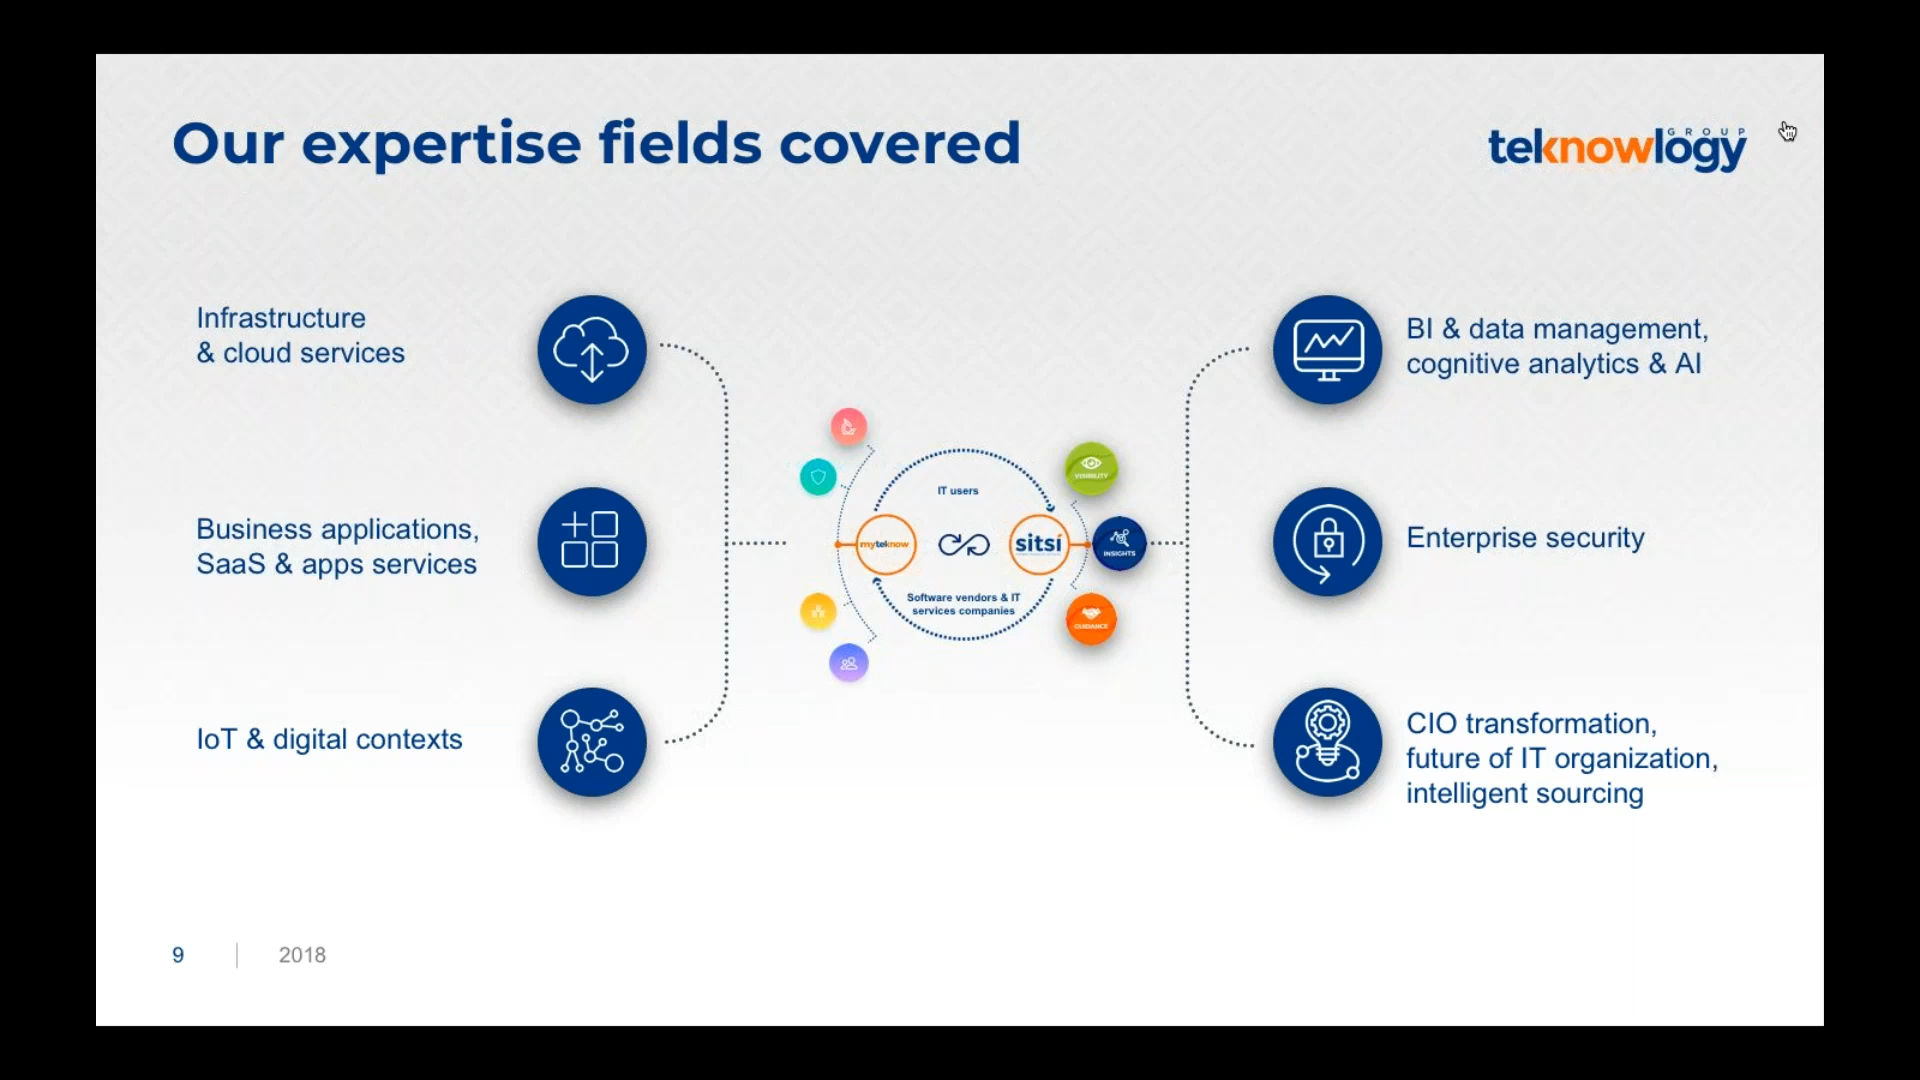 Our expertise fields covered
teknowlogy
GROUP
Infrastructure
& cloud services
Business applications,
SaaS & apps services
IoT & digital contexts
IT users
myteknow
sitsi
Software vendors & IT
services companies
VISIBILITY
INSIGHTS
GUIDANCE
BI & data management,
cognitive analytics & AI
Enterprise security
CIO transformation,
future of IT organization,
intelligent sourcing
9
2018